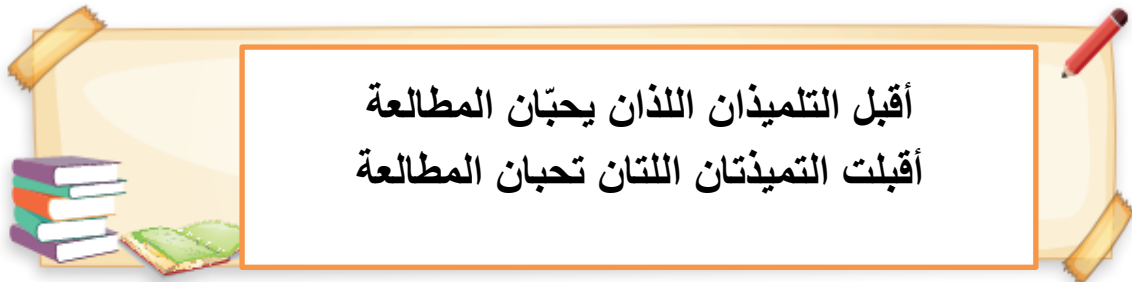 أقبل التلميذان اللذان يحبّان المطالعة
أقبلت التميذتان اللتان تحبان المطالعة